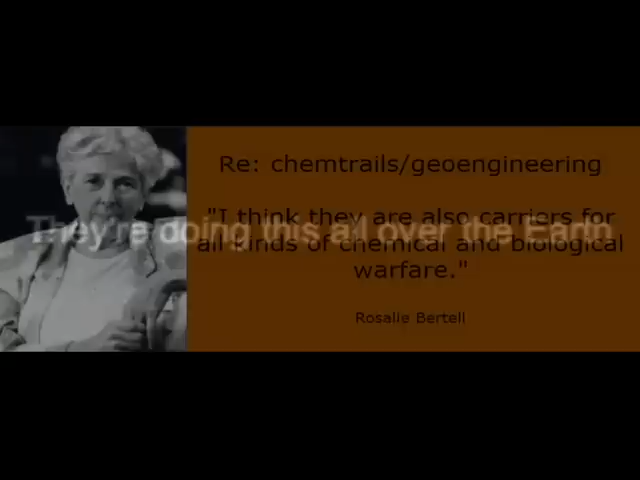 Re: chemtrails/geoengineering
"I think they are also carriers for
They're doing this all over the Earth
all kinds of chemical and biological
warfare."
Rosalie Bertell